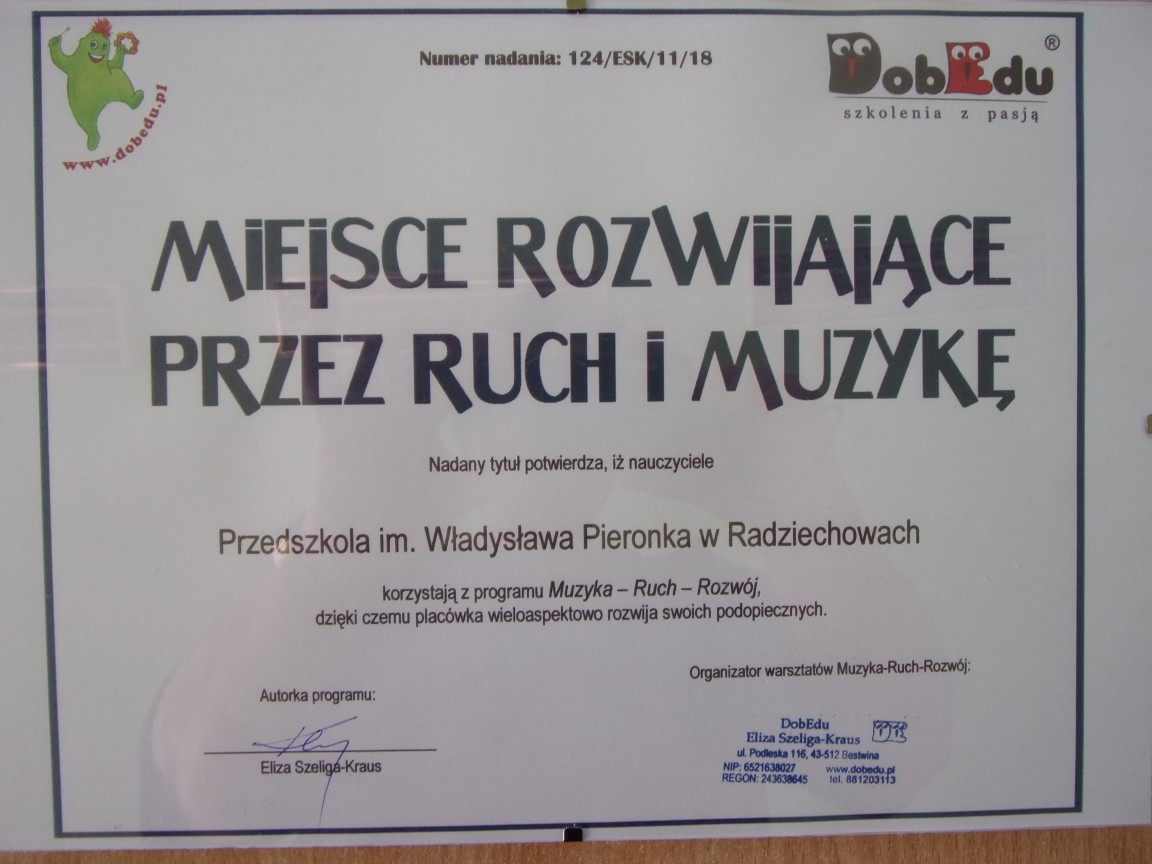 www.dobedu.pl
Numer nadania: 124/ESK/11/18
DobEdu®
szkolenia z pasją
MIEJSCE ROZWIJAJĄCE
PRZEZ RUCH I MUZYKĘ
Nadany tytuł potwierdza, iż nauczyciele
Przedszkola im. Władysława Pieronka w Radziechowach
korzystają z programu Muzyka – Ruch – Rozwój,
dzięki czemu placówka wieloaspektowo rozwija swoich podopiecznych.
Autorka programu:
Eliza Szeliga-Kraus
Organizator warsztatów Muzyka-Ruch-Rozwój:
DobEdu
Eliza Szeliga-Kraus
ul. Podleska 116, 43-512 Bestwina
NIP: 6521638027 www.dobedu.pl
REGON: 243638645 tel. 881203113